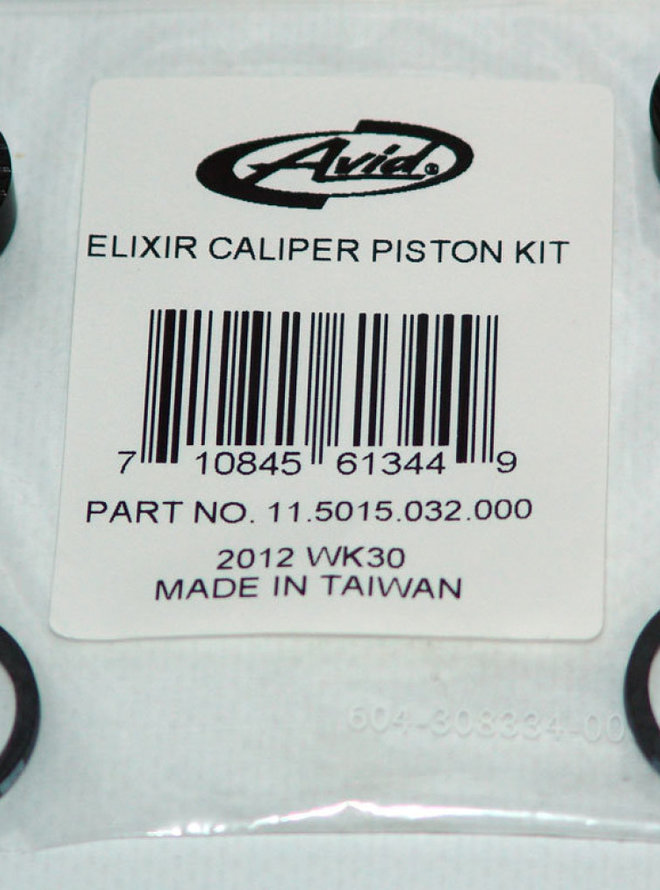 Avid®
ELIXIR CALIPER PISTON KIT
7 10845 61344 9
PART NO. 11.5015.032.000
2012 WK30
MADE IN TAIWAN
604-308334-00